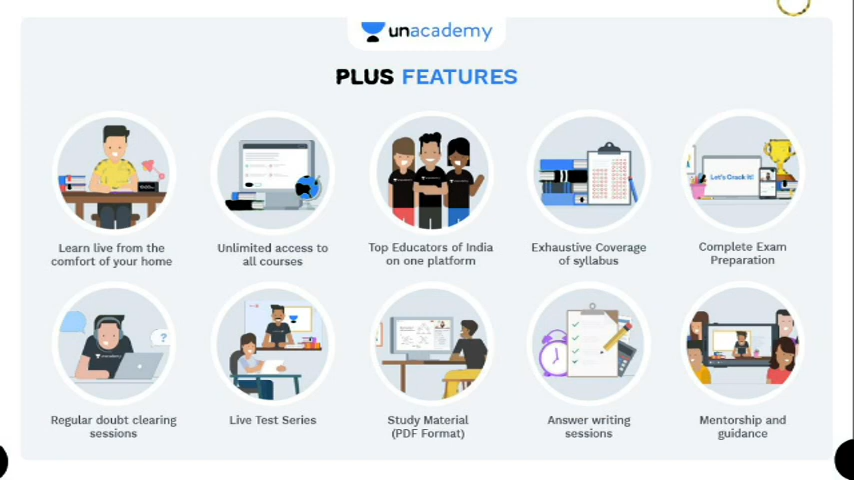 unacademy
PLUS FEATURES
Learn live from the
comfort of your home
Unlimited access to
all courses
Top Educators of India
on one platform
Exhaustive Coverage
of syllabus
Let's Crack It!
Complete Exam
Preparation
unacademy
?
Regular doubt clearing
sessions
Live Test Series
Study Material
(PDF Format)
Answer writing
sessions
Mentorship and
guidance